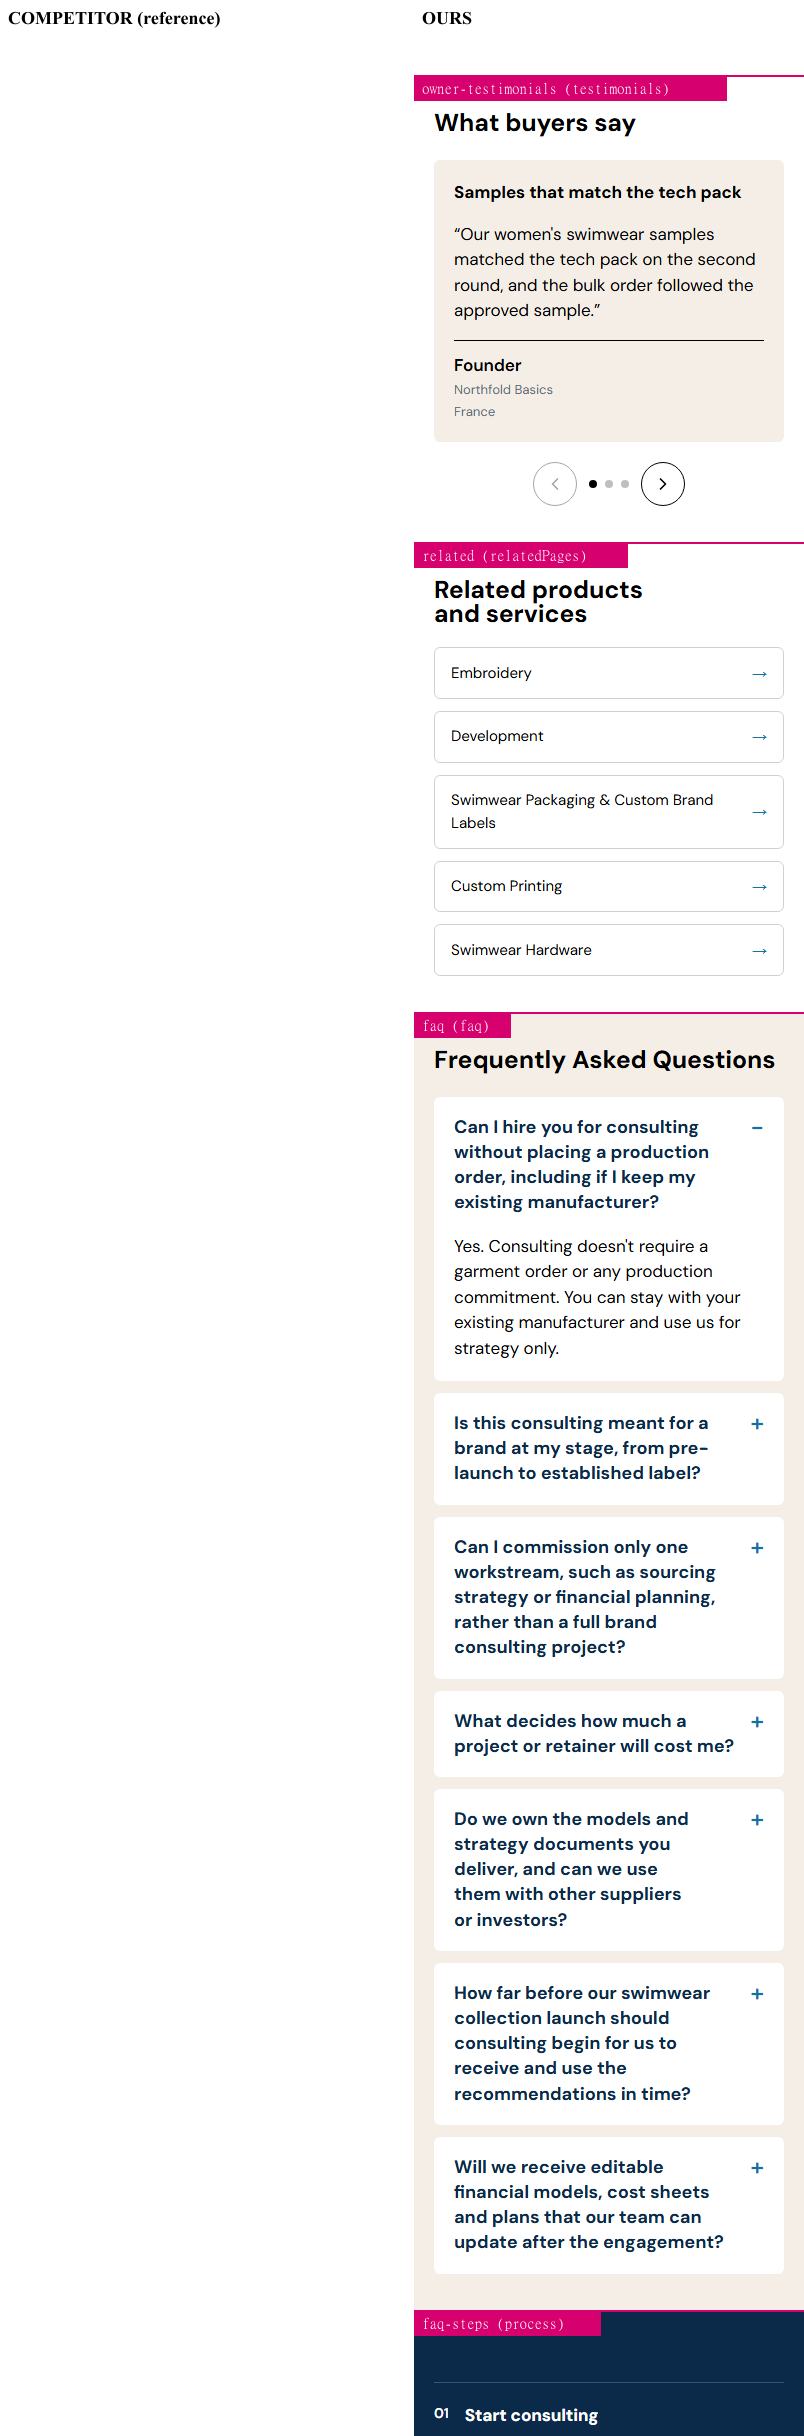 COMPETITOR (reference)
OURS
owner-testimonials (testimonials)
What buyers say
Samples that match the tech pack
“Our women's swimwear samples
matched the tech pack on the second
round, and the bulk order followed the
approved sample.”
Founder
Northfold Basics
France
related (relatedPages)
Related products
and services
Embroidery →
Development →
Swimwear Packaging & Custom Brand
Labels →
Custom Printing →
Swimwear Hardware →
faq (faq)
Frequently Asked Questions
Can I hire you for consulting –
without placing a production
order, including if I keep my
existing manufacturer?
Yes. Consulting doesn't require a
garment order or any production
commitment. You can stay with your
existing manufacturer and use us for
strategy only.
Is this consulting meant for a +
brand at my stage, from pre-
launch to established label?
Can I commission only one +
workstream, such as sourcing
strategy or financial planning,
rather than a full brand
consulting project?
What decides how much a +
project or retainer will cost me?
Do we own the models and +
strategy documents you
deliver, and can we use
them with other suppliers
or investors?
How far before our swimwear +
collection launch should
consulting begin for us to
receive and use the
recommendations in time?
Will we receive editable +
financial models, cost sheets
and plans that our team can
update after the engagement?
faq-steps (process)
01 Start consulting